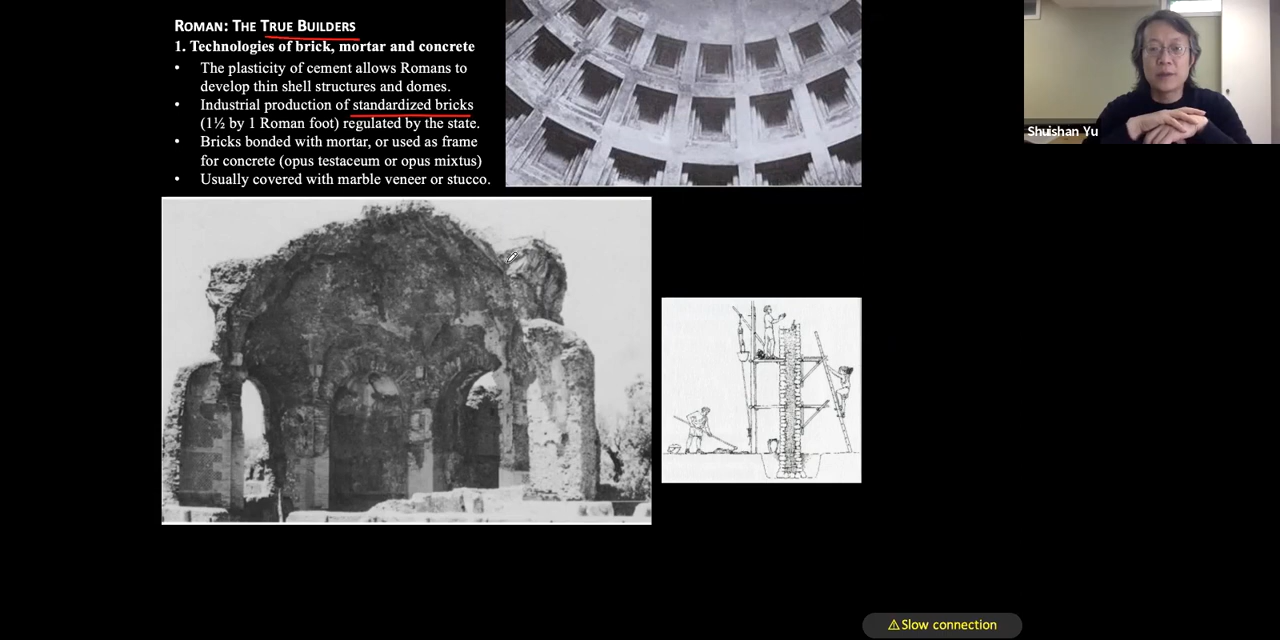 ROMAN: THE TRUE BUILDERS
1. Technologies of brick, mortar and concrete
• The plasticity of cement allows Romans to
develop thin shell structures and domes.
• Industrial production of standardized bricks
(1½ by 1 Roman foot) regulated by the state.
• Bricks bonded with mortar, or used as frame
for concrete (opus testaceum or opus mixtus)
• Usually covered with marble veneer or stucco.
Shuishan Yu
⚠Slow connection